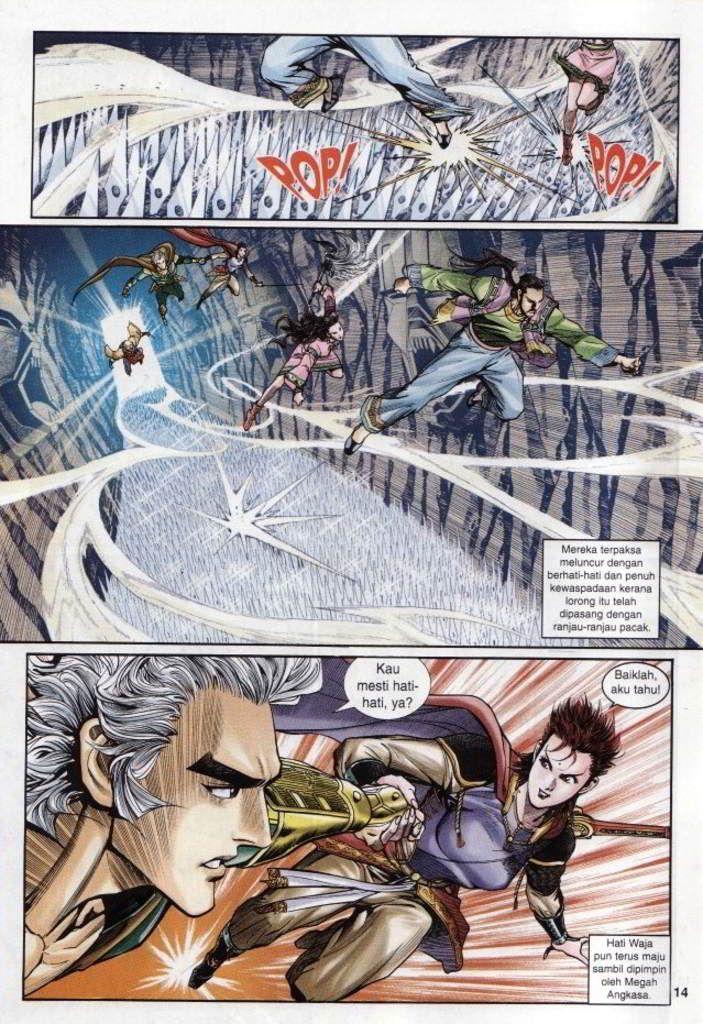 POP!
POP!
Mereka terpaksa
meluncur dengan
berhati-hati dan penuh
kewaspadaan kerana
lorong itu telah
dipasang dengan
ranjau-ranjau pacak.
Kau
mesti hati-
hati, ya?
Baiklah,
aku tahu!
Hati Waja
pun terus maju
sambil dipimpin
oleh Megah
Angkasa.
14